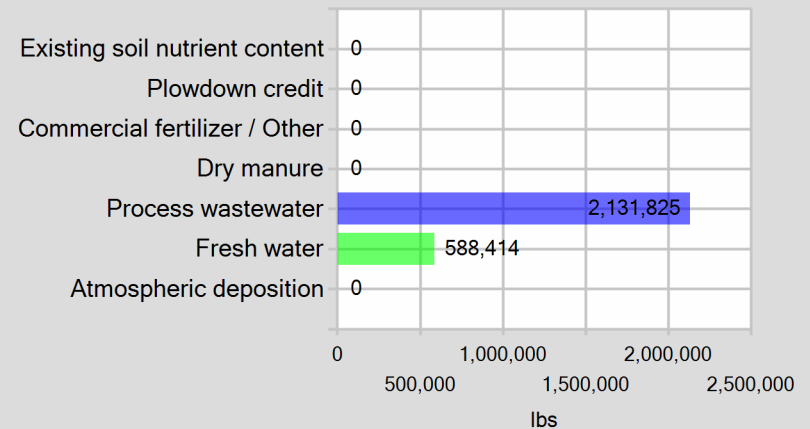 Existing soil nutrient content 0
Plowdown credit 0
Commercial fertilizer / Other 0
Dry manure 0
Process wastewater 2,131,825
Fresh water 588,414
Atmospheric deposition 0
0 1,000,000 2,000,000
500,000 1,500,000 2,500,000
lbs